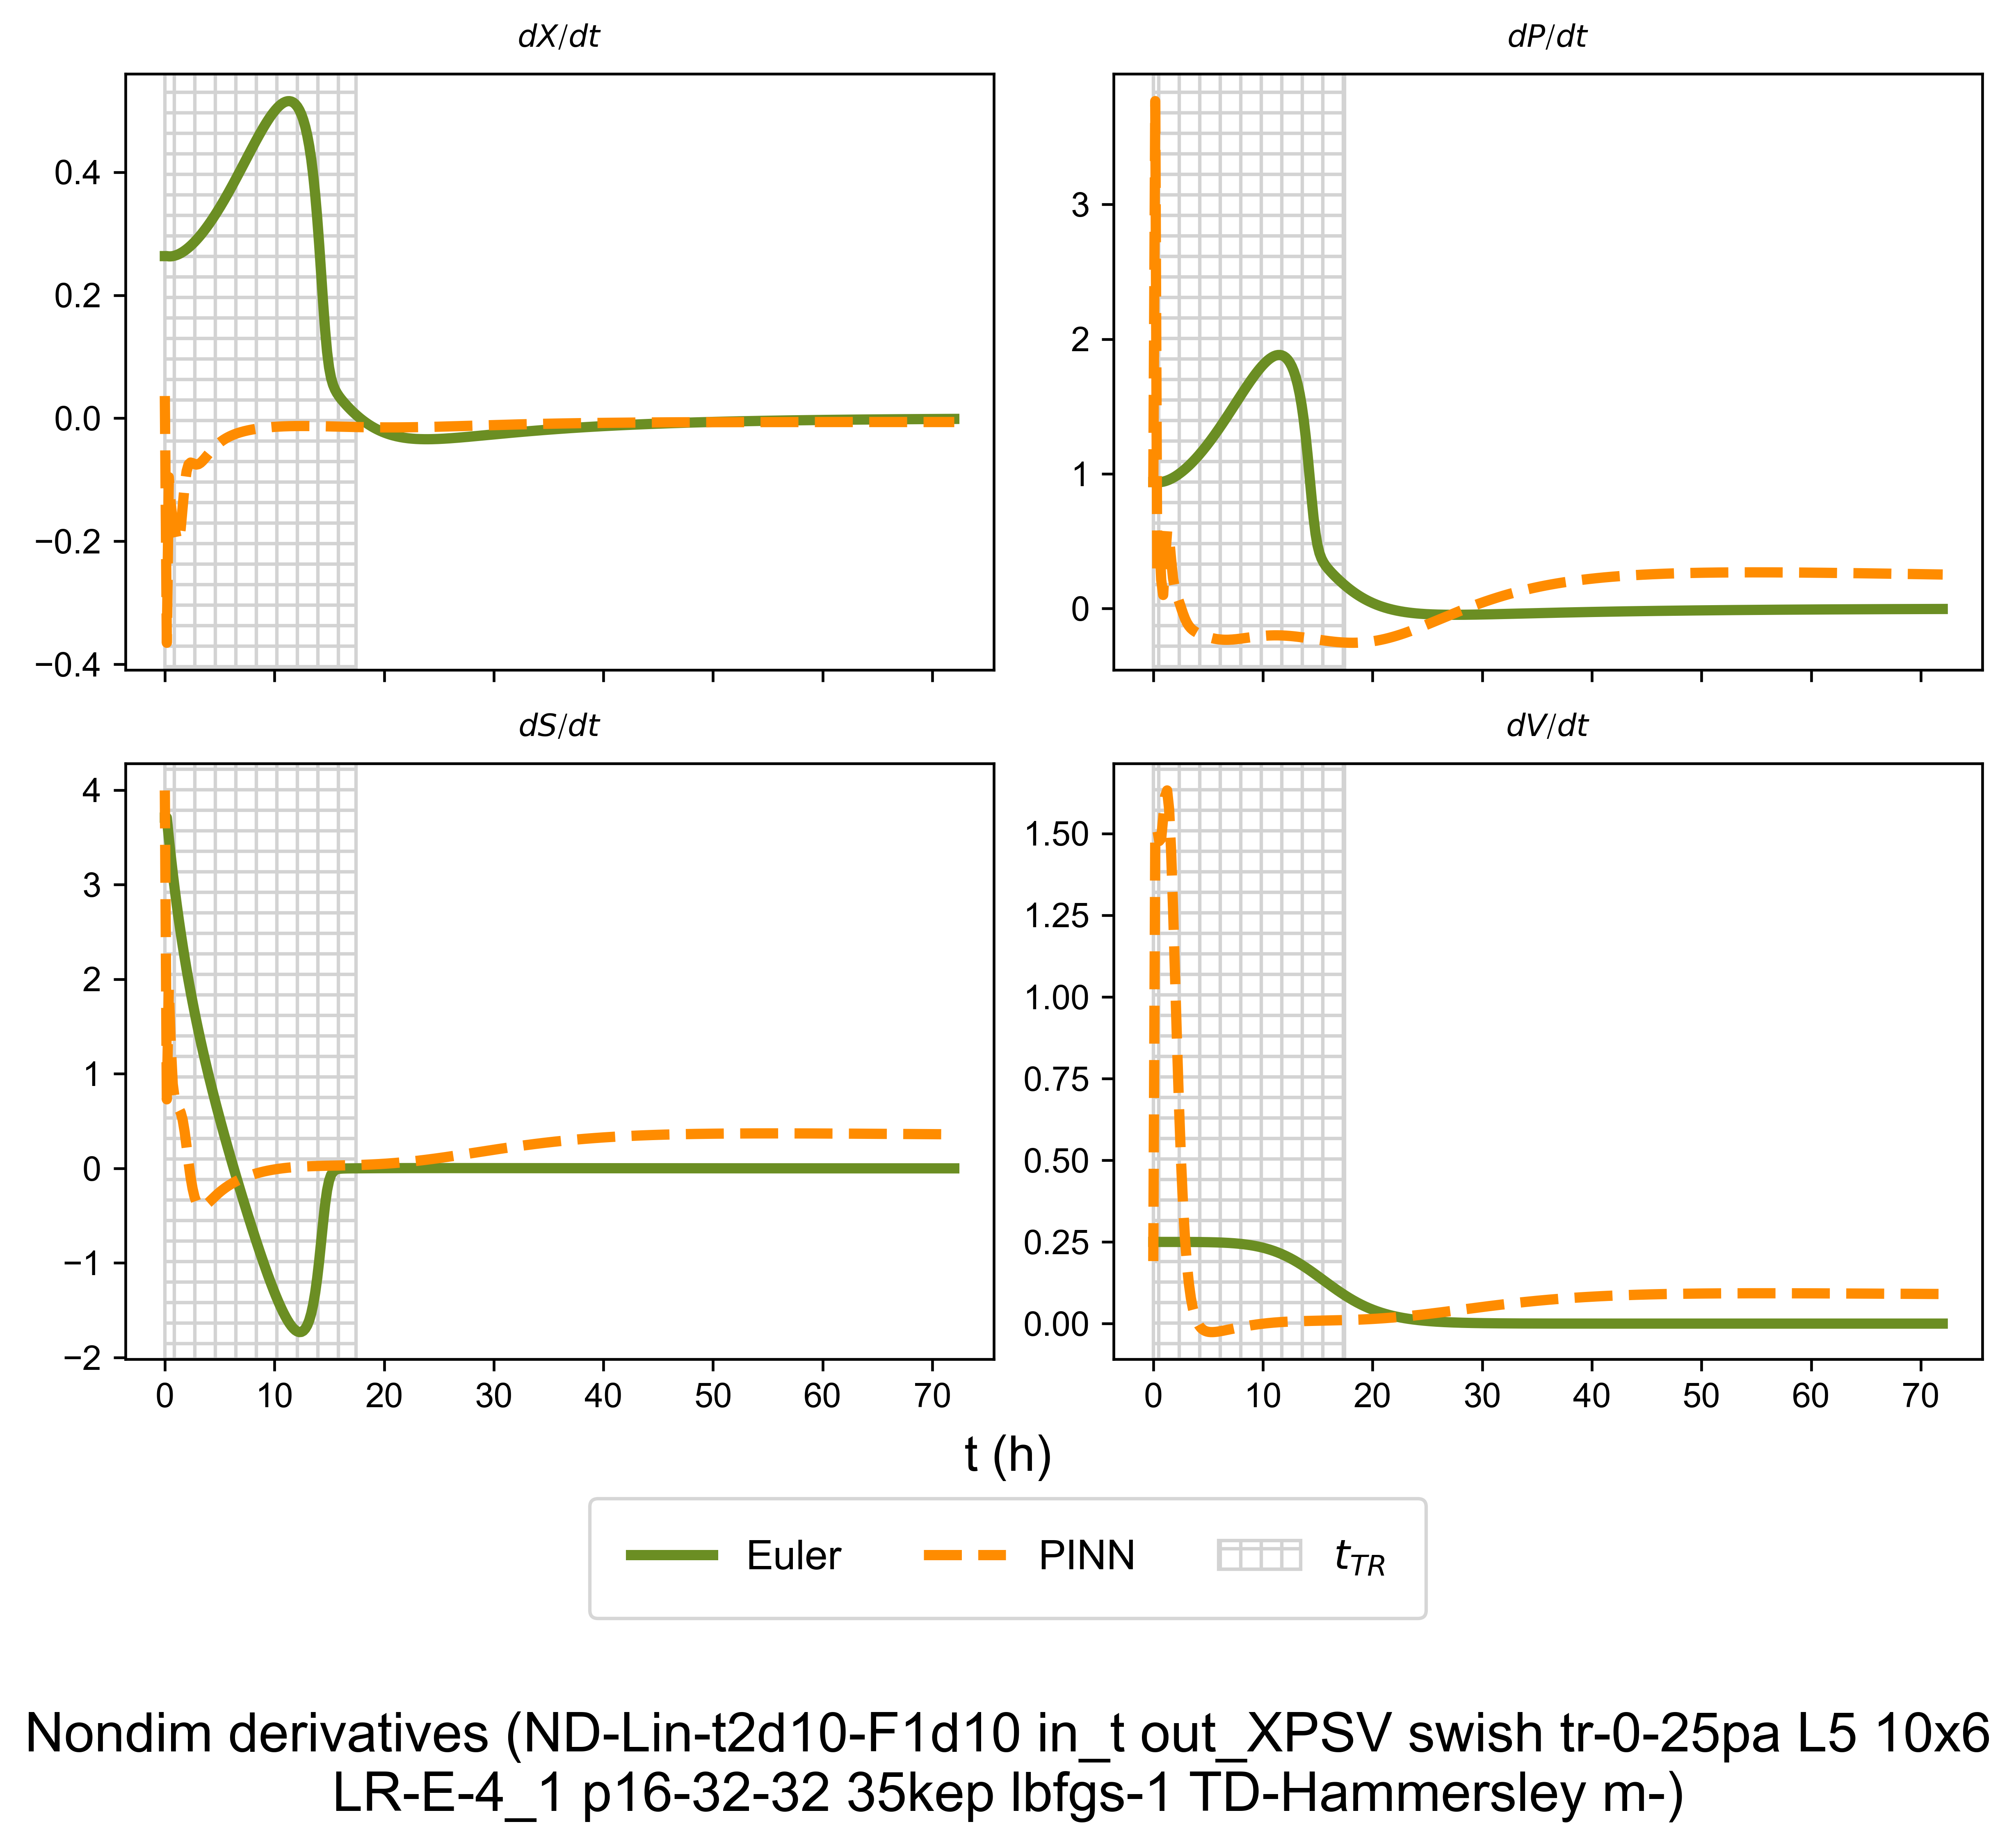 dX/dt
dP/dt
0.4
0.2
0.0
−0.2
−0.4
3
2
1
0
dS/dt
dV/dt
4
3
2
1
0
−1
−2
1.50
1.25
1.00
0.75
0.50
0.25
0.00
0 10 20 30 40 50 60 70
0 10 20 30 40 50 60 70
t (h)
Euler PINN t_{TR}
Nondim derivatives (ND-Lin-t2d10-F1d10 in_t out_XPSV swish tr-0-25pa L5 10x6
LR-E-4_1 p16-32-32 35kep lbfgs-1 TD-Hammersley m-)